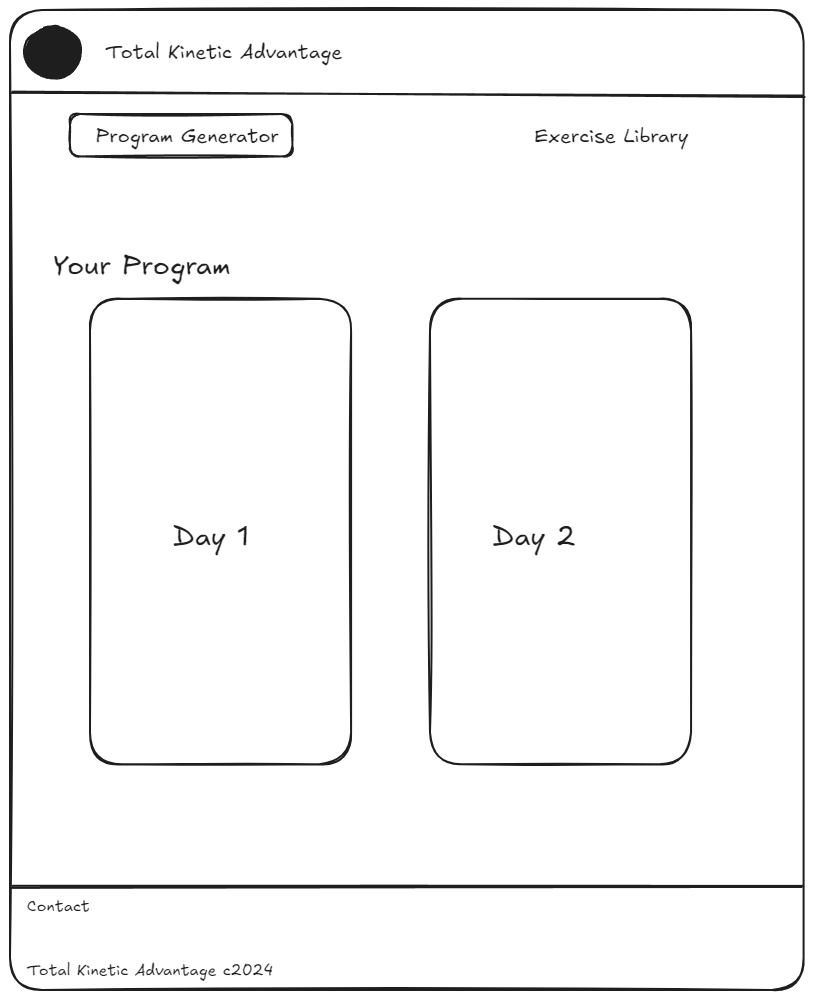 Total Kinetic Advantage
Program Generator
Exercise Library
Your Program
Day 1
Day 2
Contact
Total Kinetic Advantage c2024